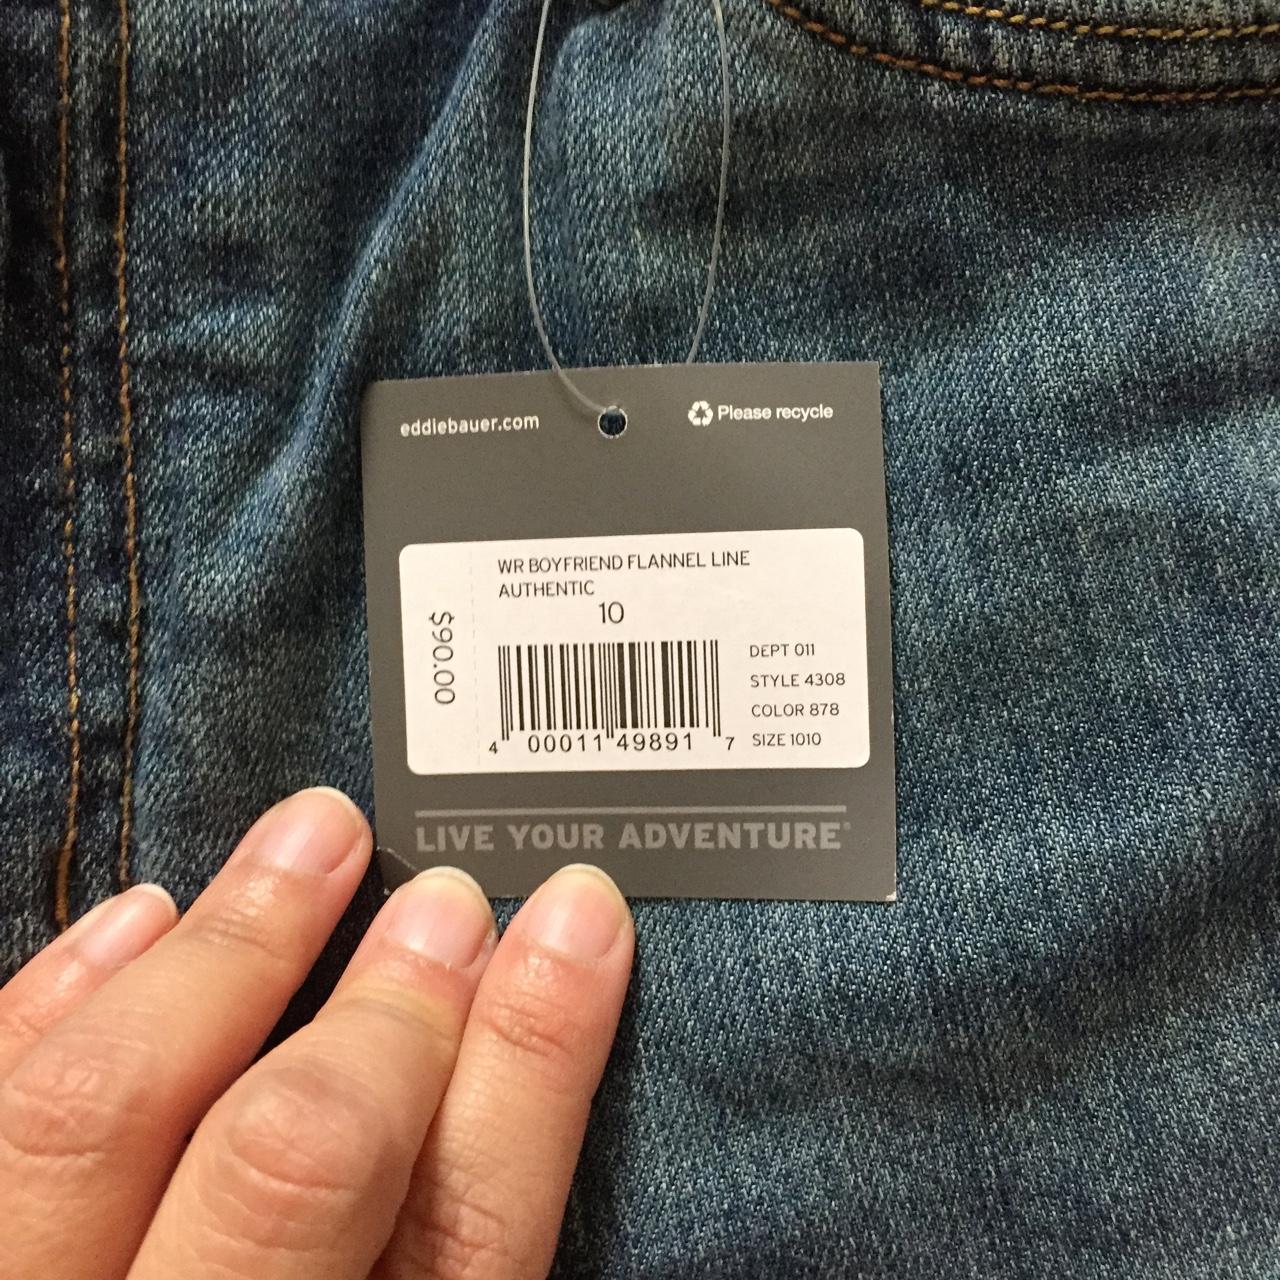 eddiebauer.com
Please recycle
WR BOYFRIEND FLANNEL LINE
AUTHENTIC
10
$90.00
DEPT 011
STYLE 4308
COLOR 878
SIZE 1010
4 00011 49891 7
LIVE YOUR ADVENTURE®